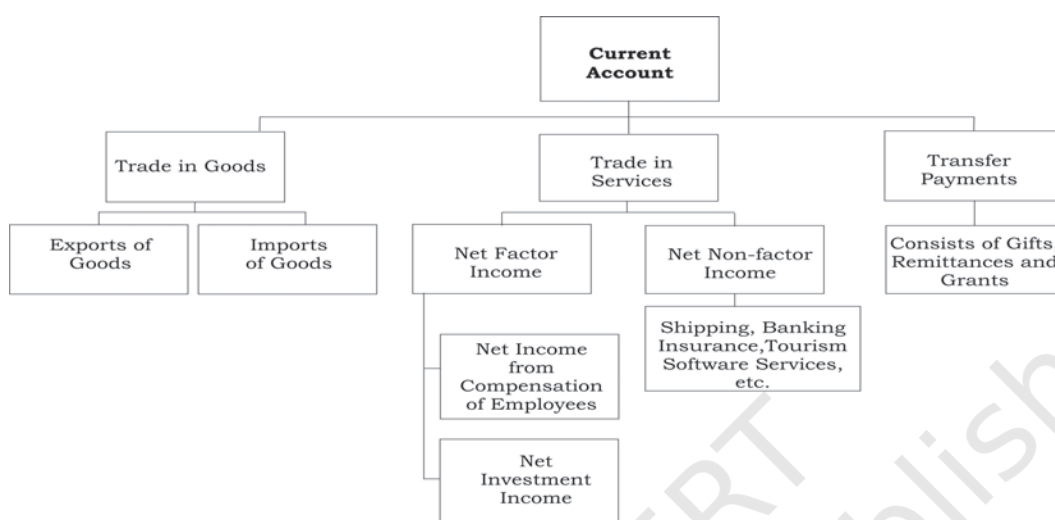 Current
Account
Trade in Goods
Trade in
Services
Transfer
Payments
Exports of
Goods
Imports
of Goods
Net Factor
Income
Net Non-factor
Income
Consists of Gifts,
Remittances and
Grants
Shipping, Banking
Insurance,Tourism
Software Services,
etc.
Net Income
from
Compensation
of Employees
Net
Investment
Income